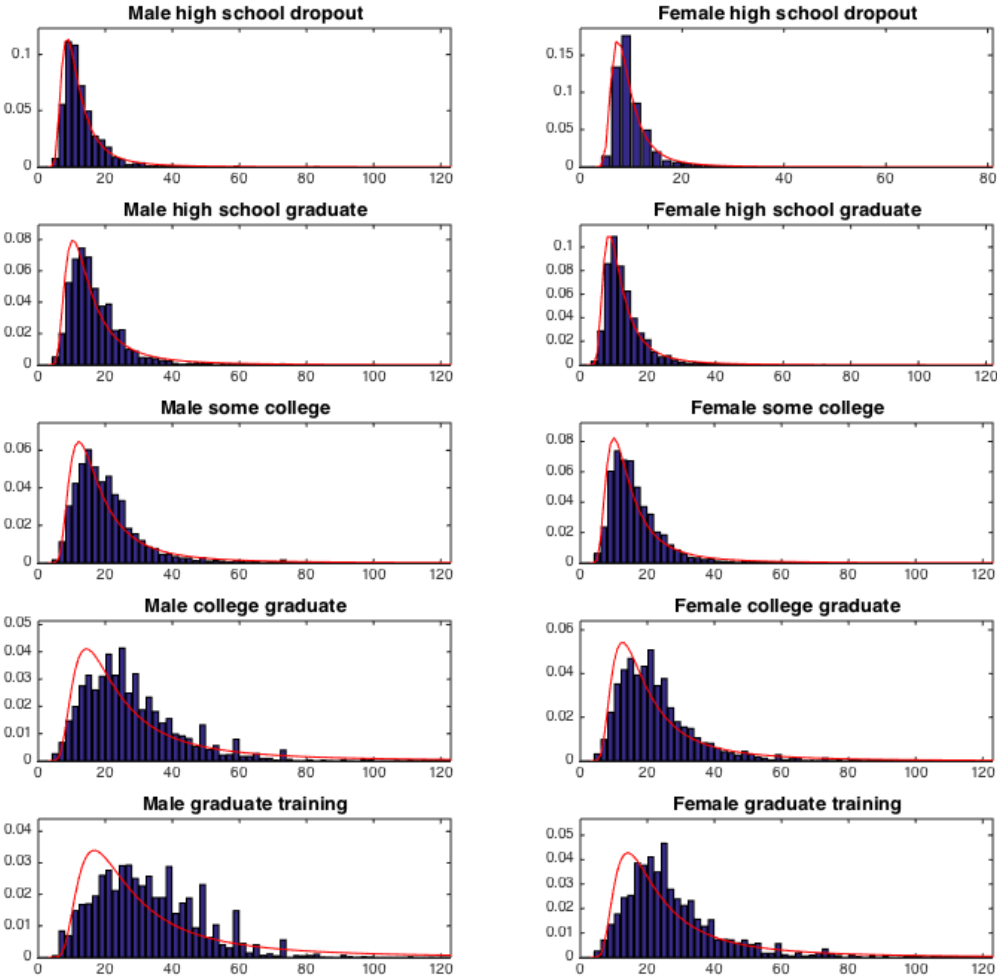 Male high school dropout
0.1
0.05
0
0 20 40 60 80 100 120
Female high school dropout
0.15
0.1
0.05
0
0 20 40 60 80
Male high school graduate
0.08
0.06
0.04
0.02
0
0 20 40 60 80 100 120
Female high school graduate
0.1
0.08
0.06
0.04
0.02
0
0 20 40 60 80 100 120
Male some college
0.06
0.04
0.02
0
0 20 40 60 80 100 120
Female some college
0.08
0.06
0.04
0.02
0
0 20 40 60 80 100 120
Male college graduate
0.05
0.04
0.03
0.02
0.01
0
0 20 40 60 80 100 120
Female college graduate
0.06
0.04
0.02
0
0 20 40 60 80 100 120
Male graduate training
0.04
0.03
0.02
0.01
0
0 20 40 60 80 100 120
Female graduate training
0.05
0.04
0.03
0.02
0.01
0
0 20 40 60 80 100 120